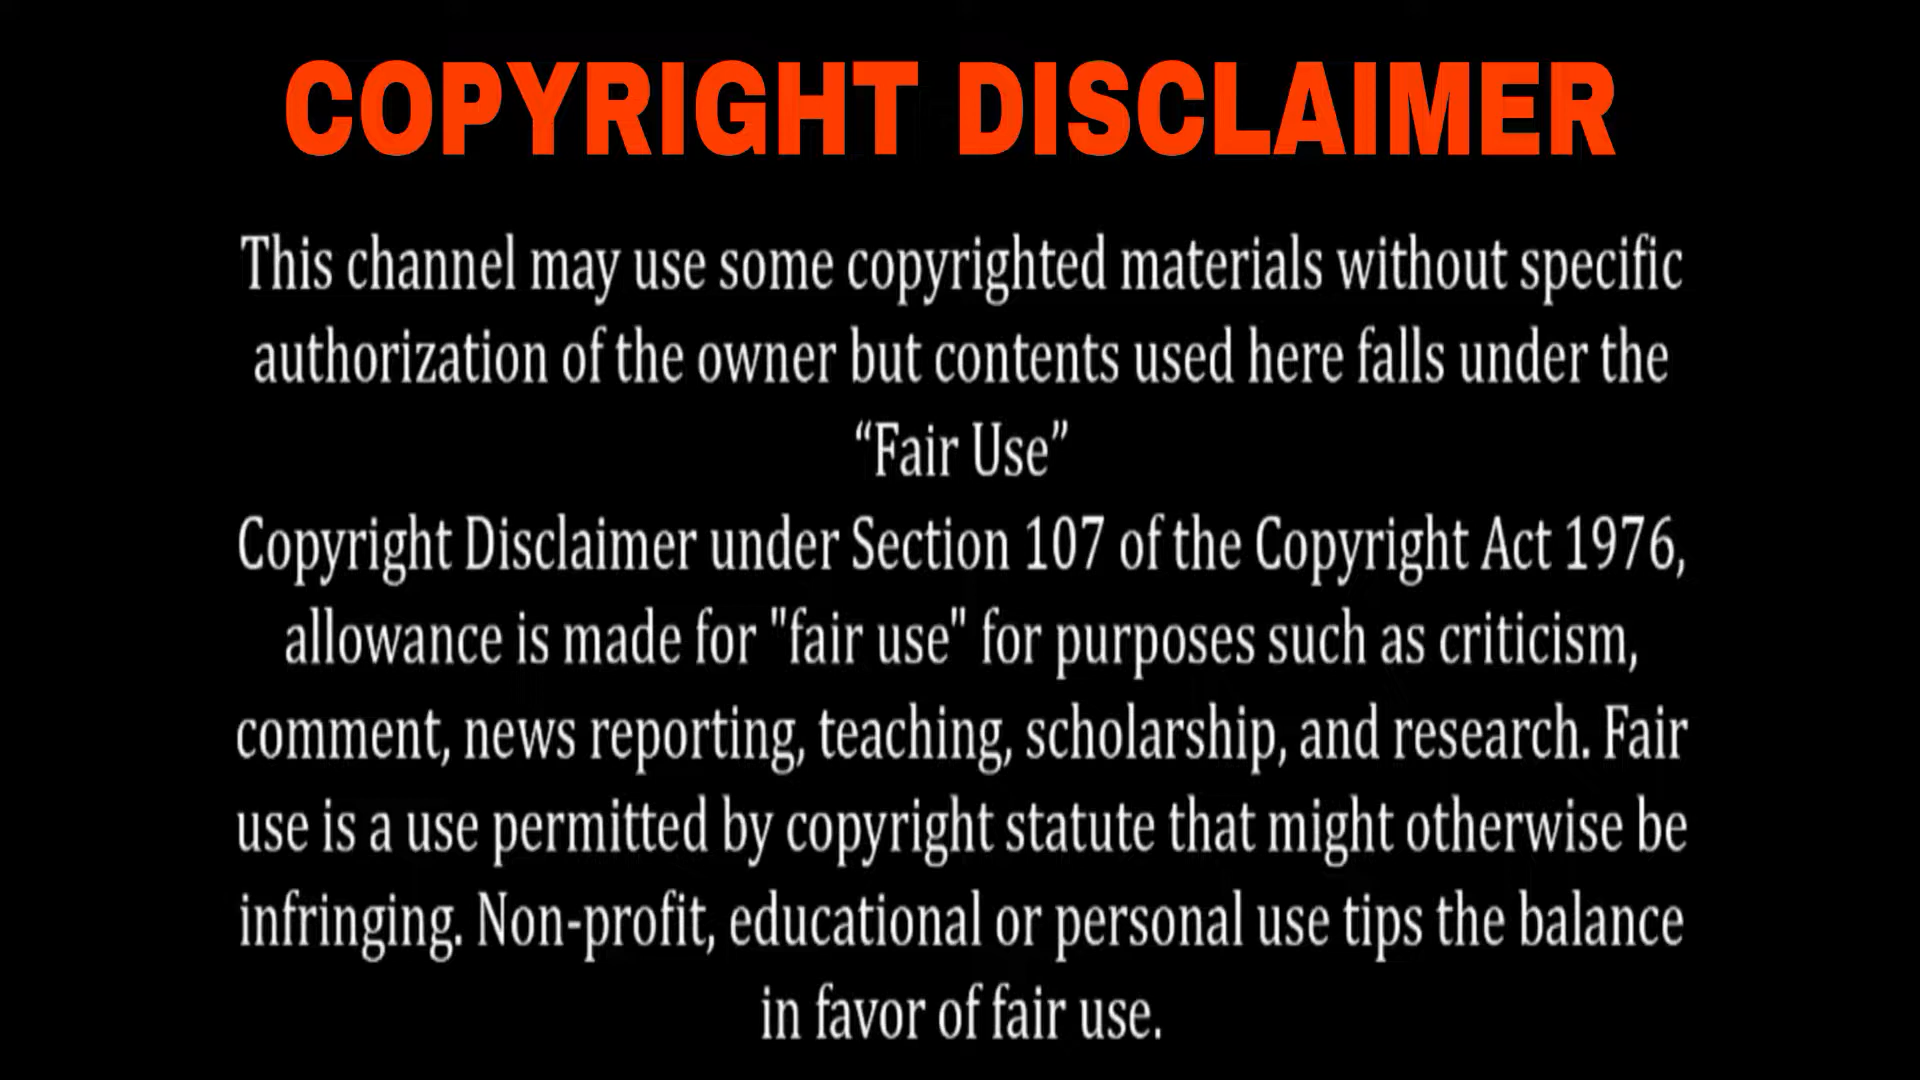 COPYRIGHT DISCLAIMER
This channel may use some copyrighted materials without specific
authorization of the owner but contents used here falls under the
“Fair Use”
Copyright Disclaimer under Section 107 of the Copyright Act 1976,
allowance is made for "fair use" for purposes such as criticism,
comment, news reporting, teaching, scholarship, and research. Fair
use is a use permitted by copyright statute that might otherwise be
infringing. Non-profit, educational or personal use tips the balance
in favor of fair use.